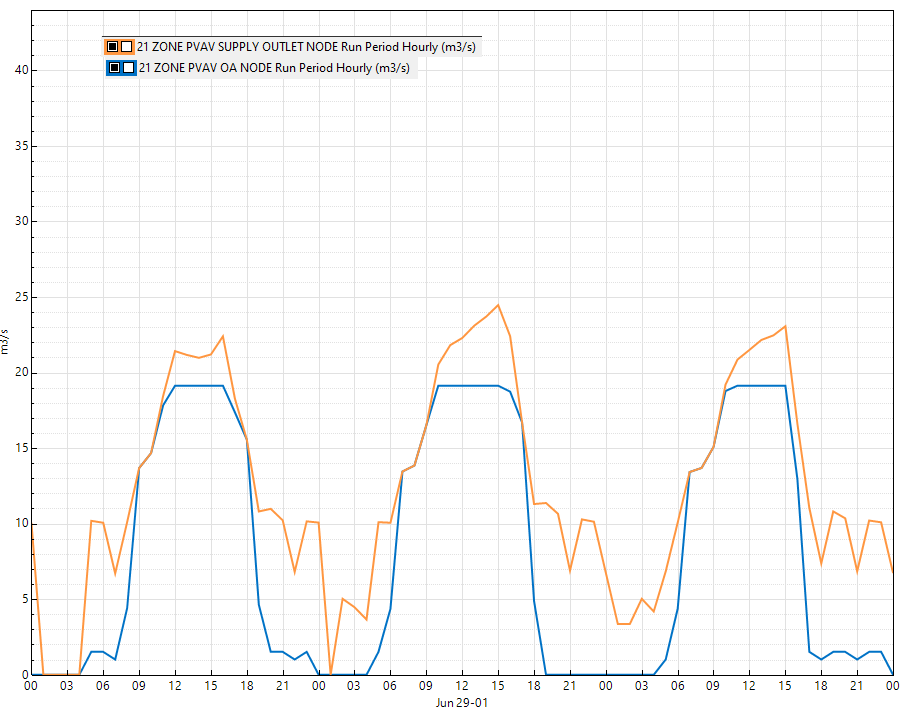 21 ZONE PVAV SUPPLY OUTLET NODE Run Period Hourly (m3/s)
21 ZONE PVAV OA NODE Run Period Hourly (m3/s)
40
35
30
25
20
15
10
5
0
m3/s
00 03 06 09 12 15 18 21 00 03 06 09 12 15 18 21 00 03 06 09 12 15 18 21 00
Jun 29-01